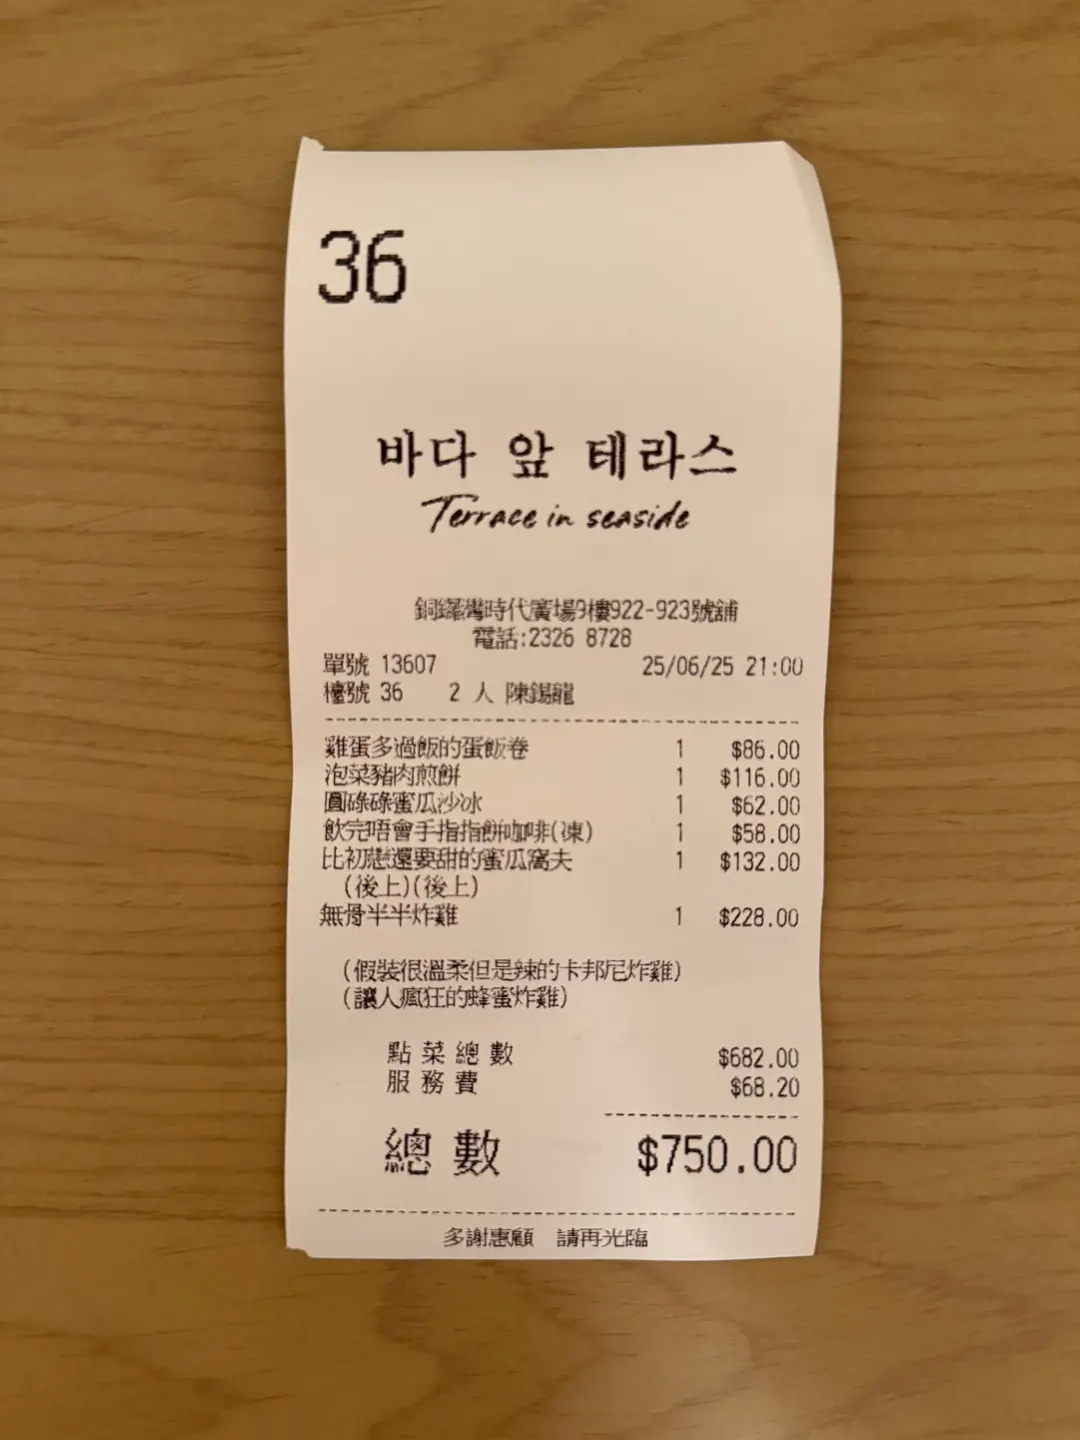 36
바다 앞 테라스
Terrace in seaside
銅鑼灣時代廣場9樓922-923號舖
電話:2326 8728
單號 13607 25/06/25 21:00
檯號 36 2 人 陳錫龍
雞蛋多過飯的蛋飯卷 1 $86.00
泡菜豬肉煎餅 1 $116.00
圓碌碌蜜瓜沙冰 1 $62.00
飲完唔會手指指餅咖啡(凍) 1 $58.00
比初戀還要甜的蜜瓜窩夫 1 $132.00
(後上)(後上)
無骨半半炸雞 1 $228.00
(假裝很溫柔但是辣的卡邦尼炸雞)
(讓人瘋狂的蜂蜜炸雞)
點菜總數 $682.00
服務費 $68.20
總數 $750.00
多謝惠顧 請再光臨